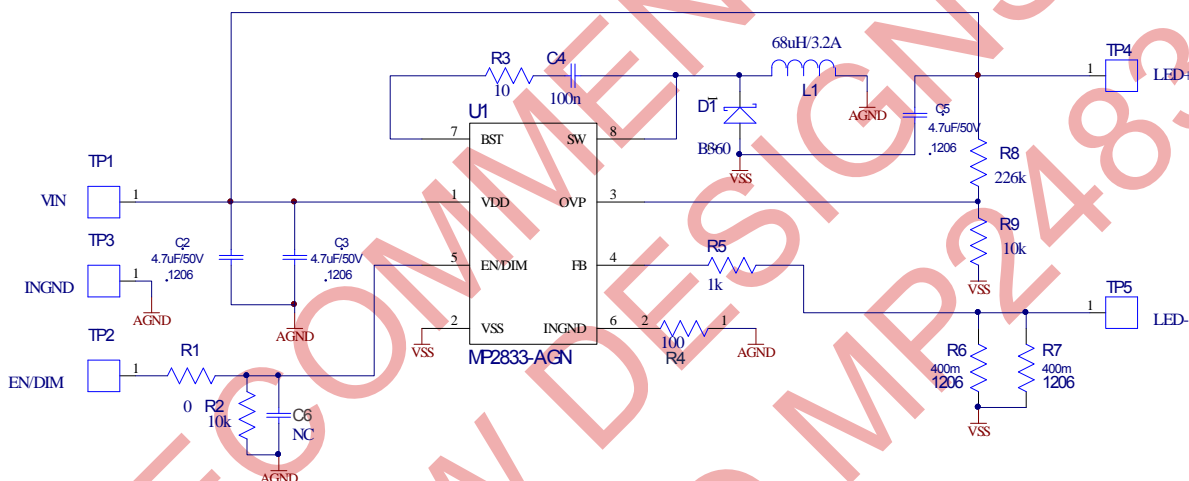 68uH/3.2A
TP4
R3
C4
1
LED+
10
100n
L1
U1
D1
AGND
C5
4.7uF/50V
.1206
7
BST
SW
8
B360
R8
226k
VSS
TP1
VIN
1
1
VDD
OVP
3
TP3
R9
10k
C2
4.7uF/50V
.1206
C3
4.7uF/50V
.1206
R5
1k
5
EN/DIM
FB
4
INGND
1
VSS
TP5
AGND
AGND
1
LED-
TP2
2
VSS
INGND
6
2
1
100
R4
AGND
VSS
MP2833-AGN
R6
400m
1206
R7
400m
1206
R1
EN/DIM
1
0
R2
10k
C6
NC
VSS
AGND
ECOMMEN
W DESIGNS
O MP2483